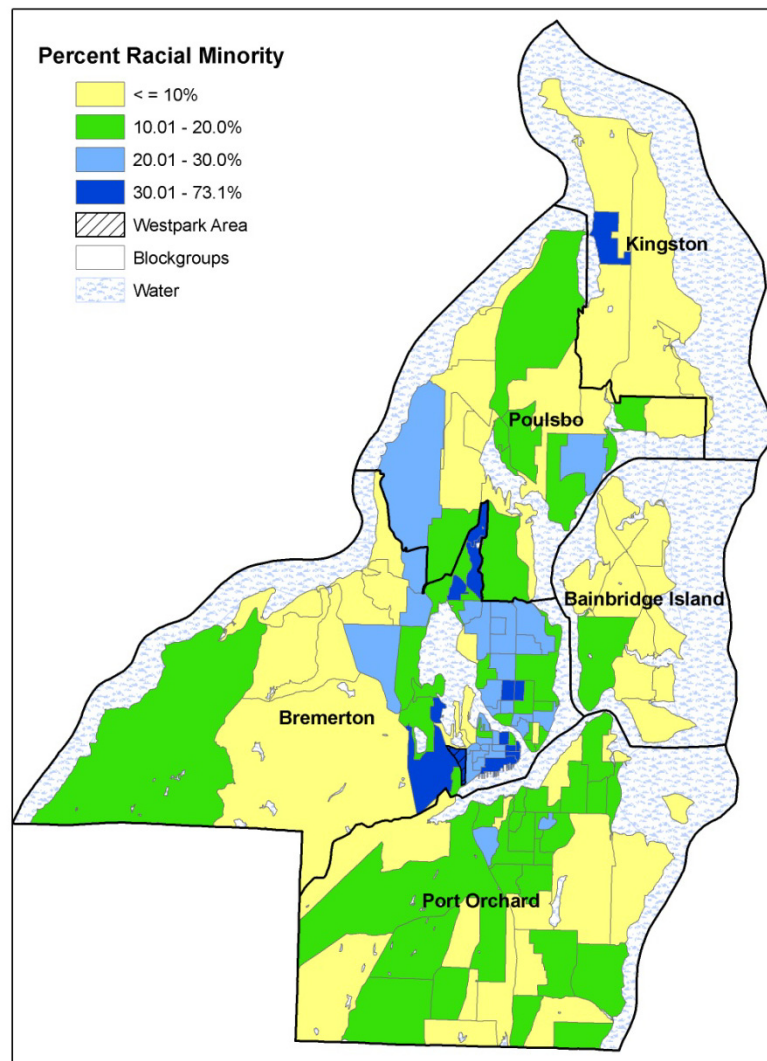 Percent Racial Minority
< = 10%
10.01 - 20.0%
20.01 - 30.0%
30.01 - 73.1%
Westpark Area
Blockgroups
Water
Kingston
Poulsbo
Bainbridge Island
Bremerton
Port Orchard